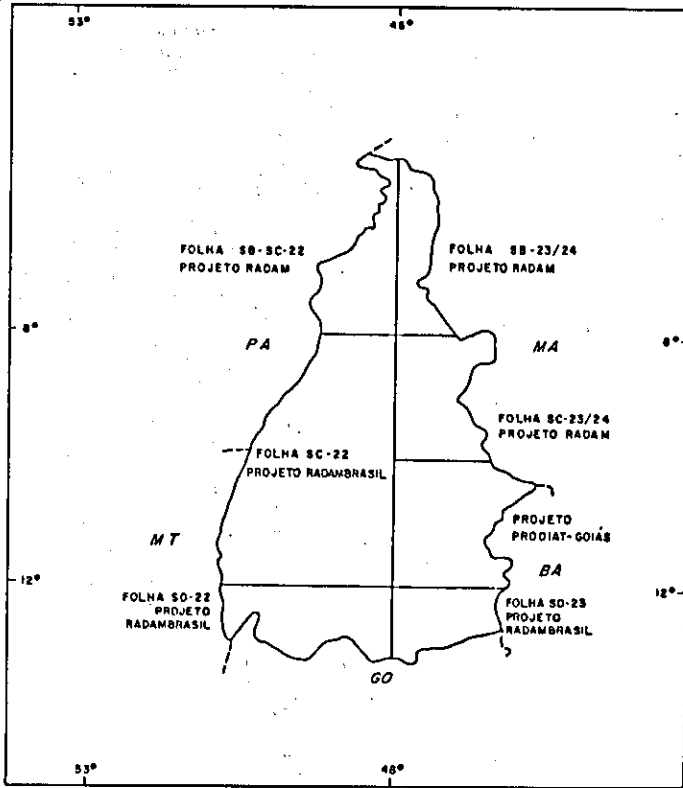 53°
48°
FOLHA SB-SC-22
PROJETO RADAM
FOLHA SB-23/24
PROJETO RADAM
8°
PA
MA
8°
FOLHA SC-23/24
PROJETO RADAM
FOLHA SC-22
PROJETO RADAMBRASIL
PROJETO
PRODIAT-GOIÁS
MT
BA
12°
12°
FOLHA SD-22
PROJETO
RADAMBRASIL
FOLHA SD-23
PROJETO
RADAMBRASIL
GO
53°
48°